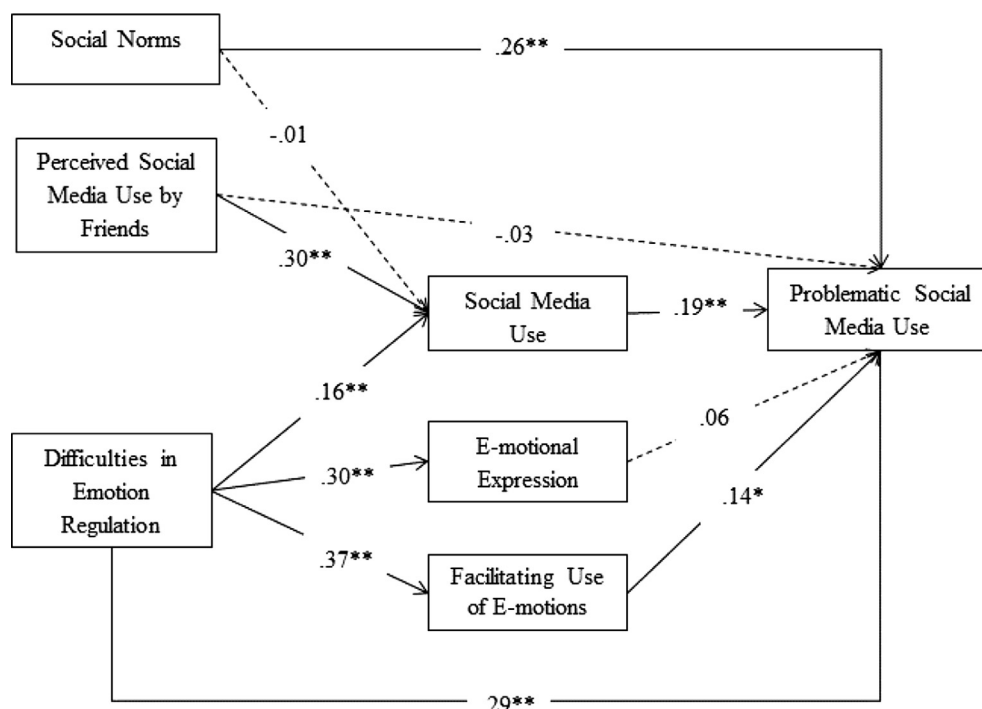 Social Norms
.26**
-.01
Perceived Social
Media Use by
Friends
-.03
.30**
Social Media
Use
.19**
Problematic Social
Media Use
.16**
.06
Difficulties in
Emotion
Regulation
.30**
E-motional
Expression
.14*
.37**
Facilitating Use
of E-motions
.29**